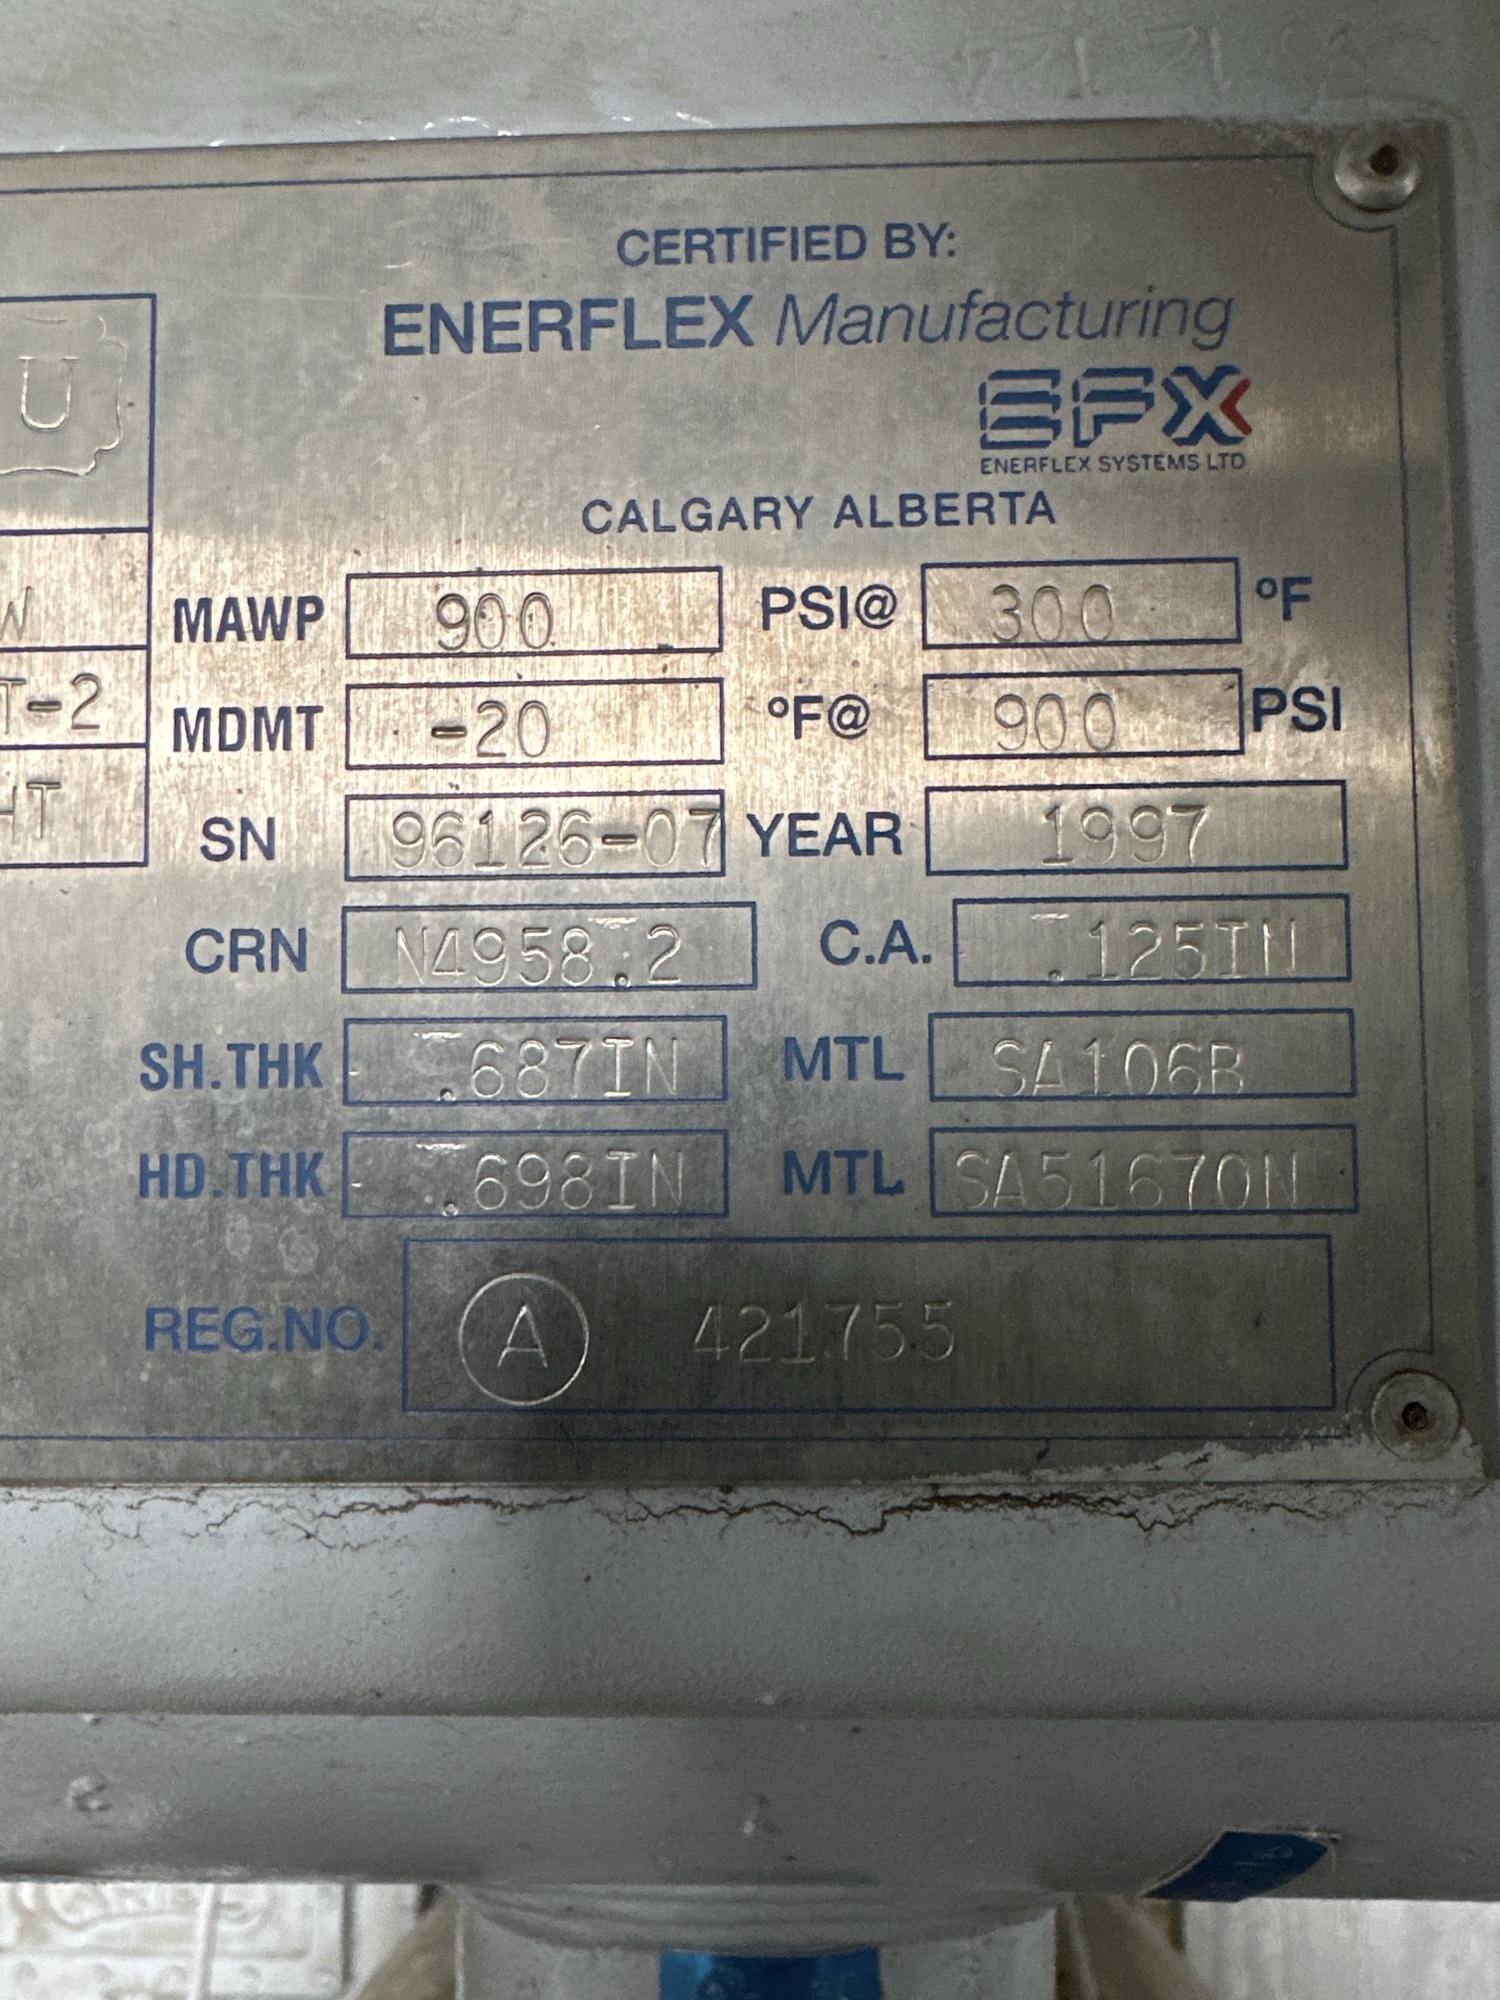 CERTIFIED BY:
ENERFLEX Manufacturing
EFX
ENERFLEX SYSTEMS LTD
CALGARY ALBERTA
U
W
T-2
HT
MAWP 900 PSI@ 300 °F
MDMT -20 °F@ 900 PSI
SN 96126-07 YEAR 1997
CRN N4958.2 C.A. .125IN
SH.THK .687IN MTL SA106B
HD.THK .698IN MTL SA51670N
REG.NO. A 421755